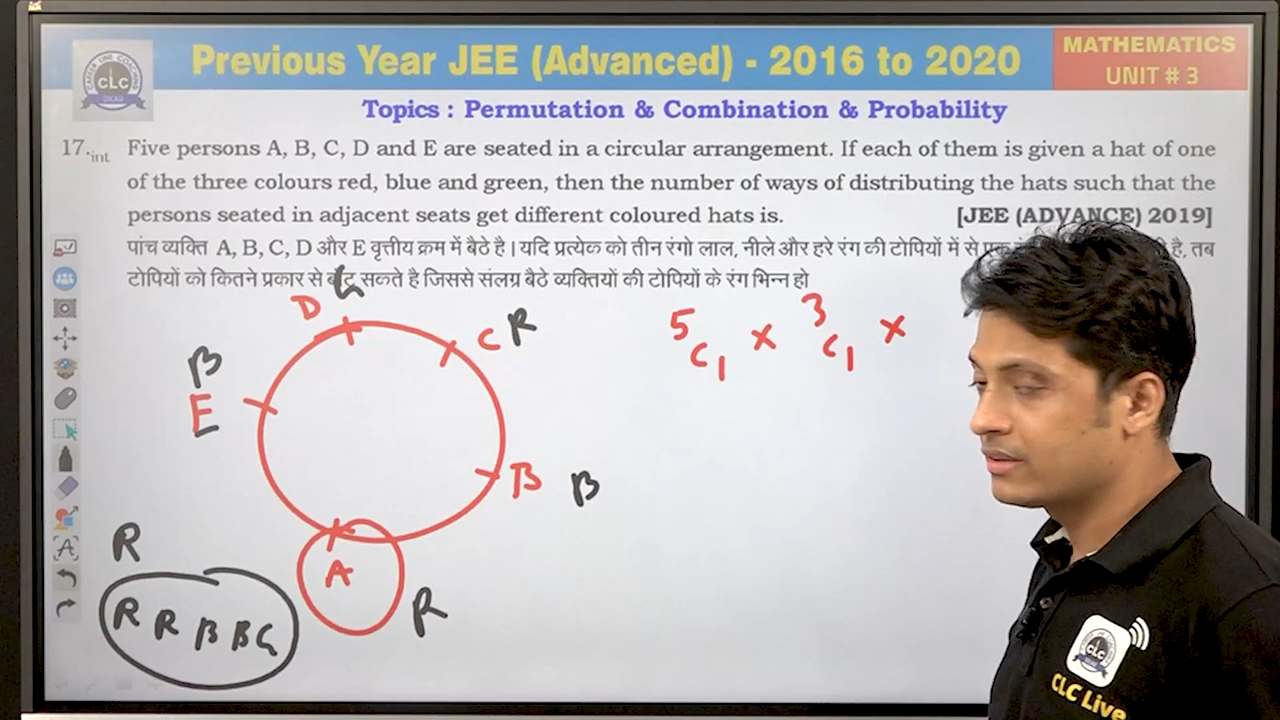 Previous Year JEE (Advanced) - 2016 to 2020
MATHEMATICS
UNIT # 3
CLC
Topics : Permutation & Combination & Probability
17.int Five persons A, B, C, D and E are seated in a circular arrangement. If each of them is given a hat of one
of the three colours red, blue and green, then the number of ways of distributing the hats such that the
persons seated in adjacent seats get different coloured hats is. [JEE (ADVANCE) 2019]
पांच व्यक्ति A, B, C, D और E वृत्तीय क्रम में बैठे है। यदि प्रत्येक को तीन रंगो लाल, नीले और हरे रंग की टोपियों में से है, तब
टोपियों को कितने प्रकार से सकते है जिससे संलग्न बैठे व्यक्तियों की टोपियों के रंग भिन्न हो
D G
C R
B
E
B B
A
R
R
R R B B G
5C1 × 3C1 ×
CLC
CLC Live